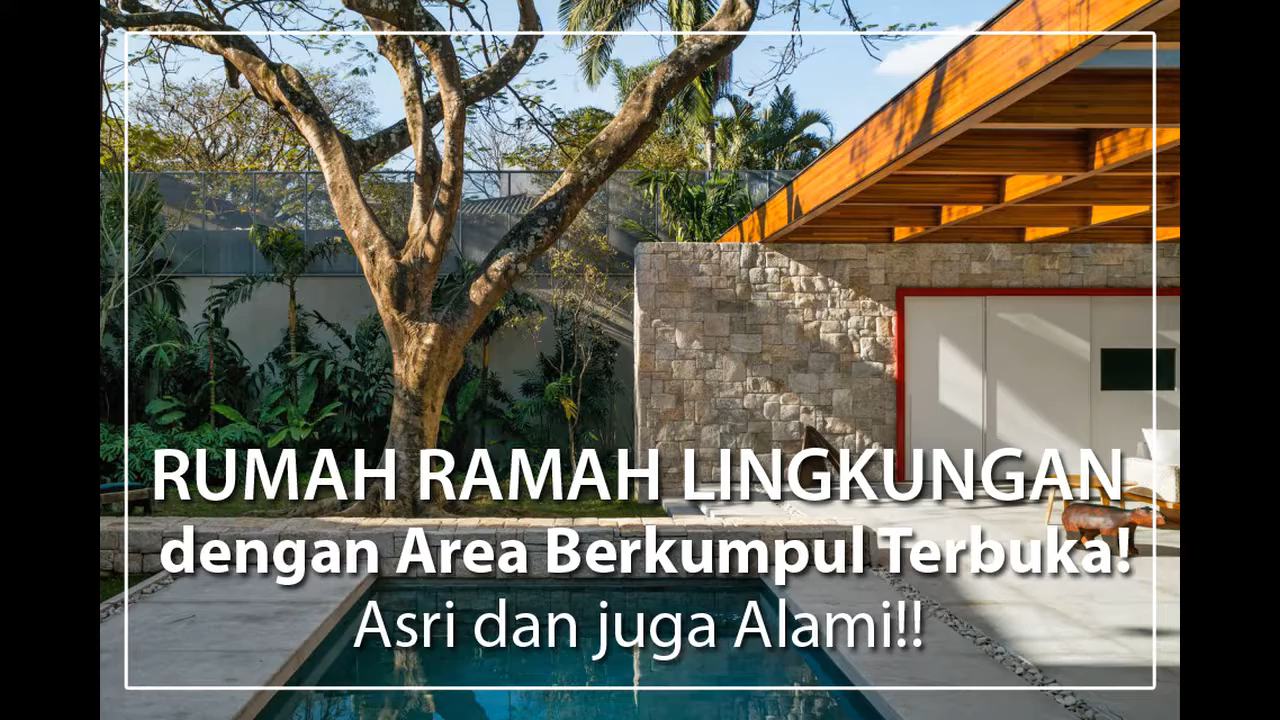 RUMAH RAMAH LINGKUNGAN
dengan Area Berkumpul Terbuka!
Asri dan juga Alami!!